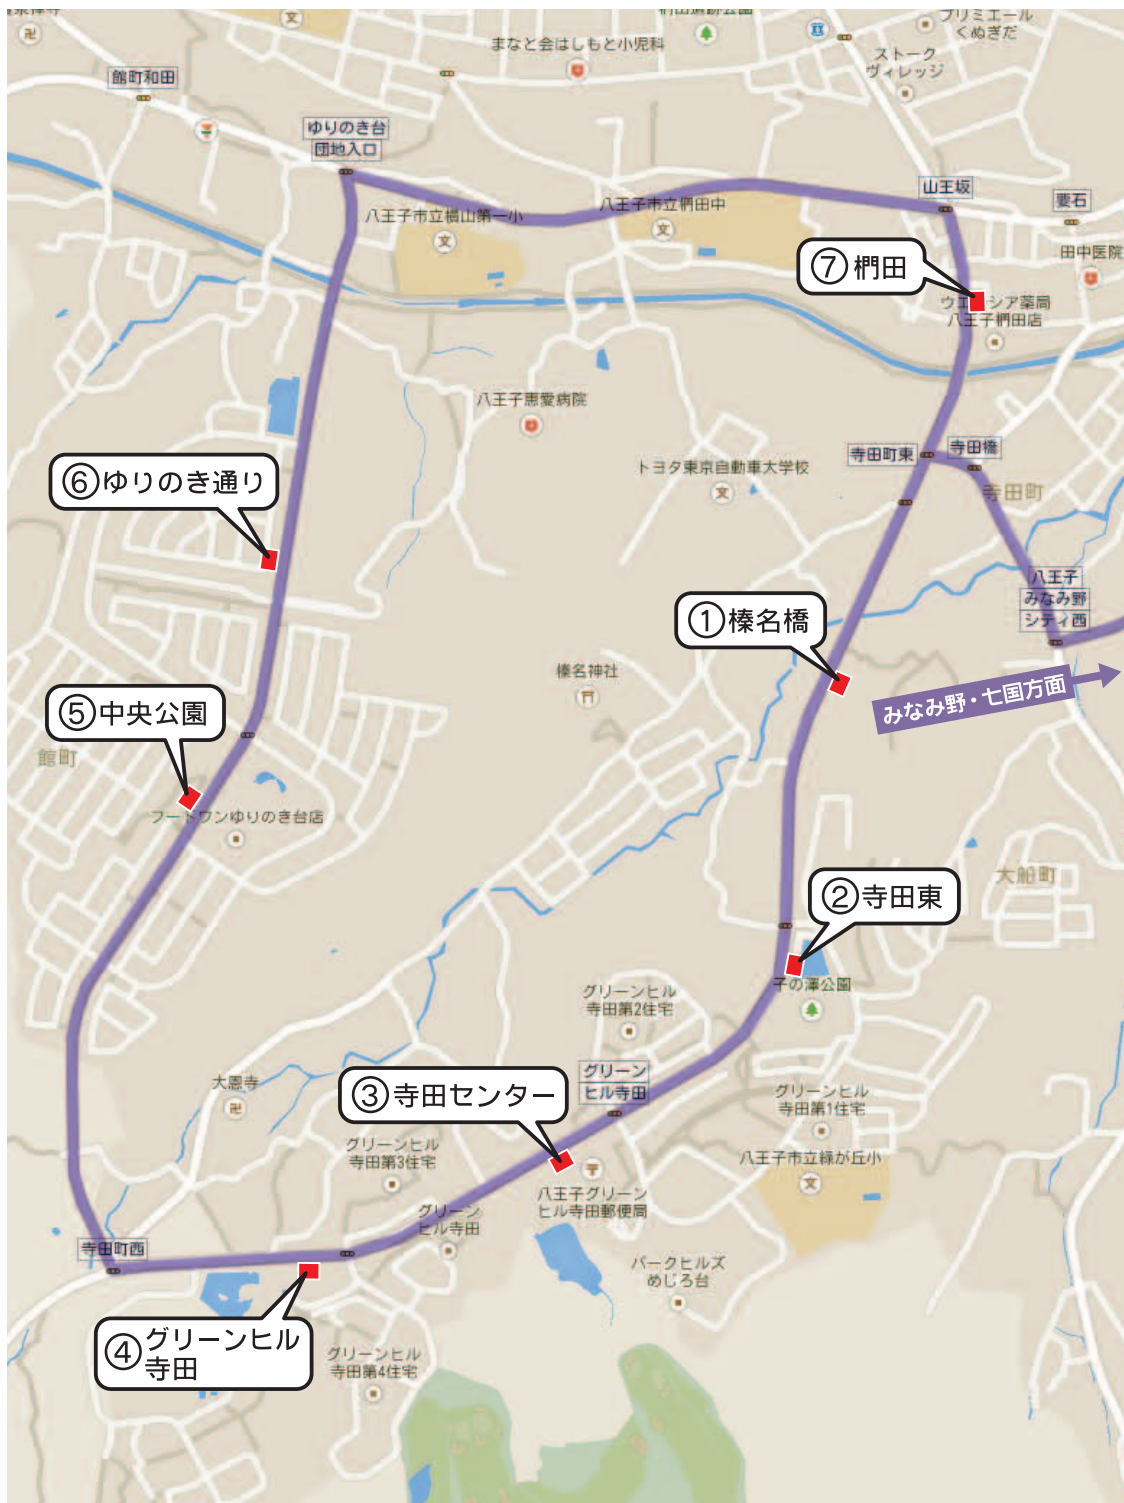 プリミエール
くぬぎだ
まなと会はしもと小児科
ストーク
ヴィレッジ
館町和田
ゆりのき台
団地入口
山王坂
要石
八王子市立横山第一小
文
八王子市立椚田中
文
田中医院
⑦椚田
シア薬局
八王子椚田店
八王子恵愛病院
寺田町東
寺田橋
トヨタ東京自動車大学校
文
寺田町
⑥ゆりのき通り
八王子
みなみ野
シティ西
①榛名橋
榛名神社
みなみ野・七国方面
⑤中央公園
館町
フードワンゆりのき台店
大船町
②寺田東
子の澤公園
グリーンヒル
寺田第2住宅
グリーン
ヒル寺田
大恩寺
③寺田センター
グリーンヒル
寺田第1住宅
グリーンヒル
寺田第3住宅
八王子市立緑が丘小
文
八王子グリーン
ヒル寺田郵便局
グリーン
ヒル寺田
寺田町西
パークヒルズ
めじろ台
④グリーンヒル
寺田
グリーンヒル
寺田第4住宅